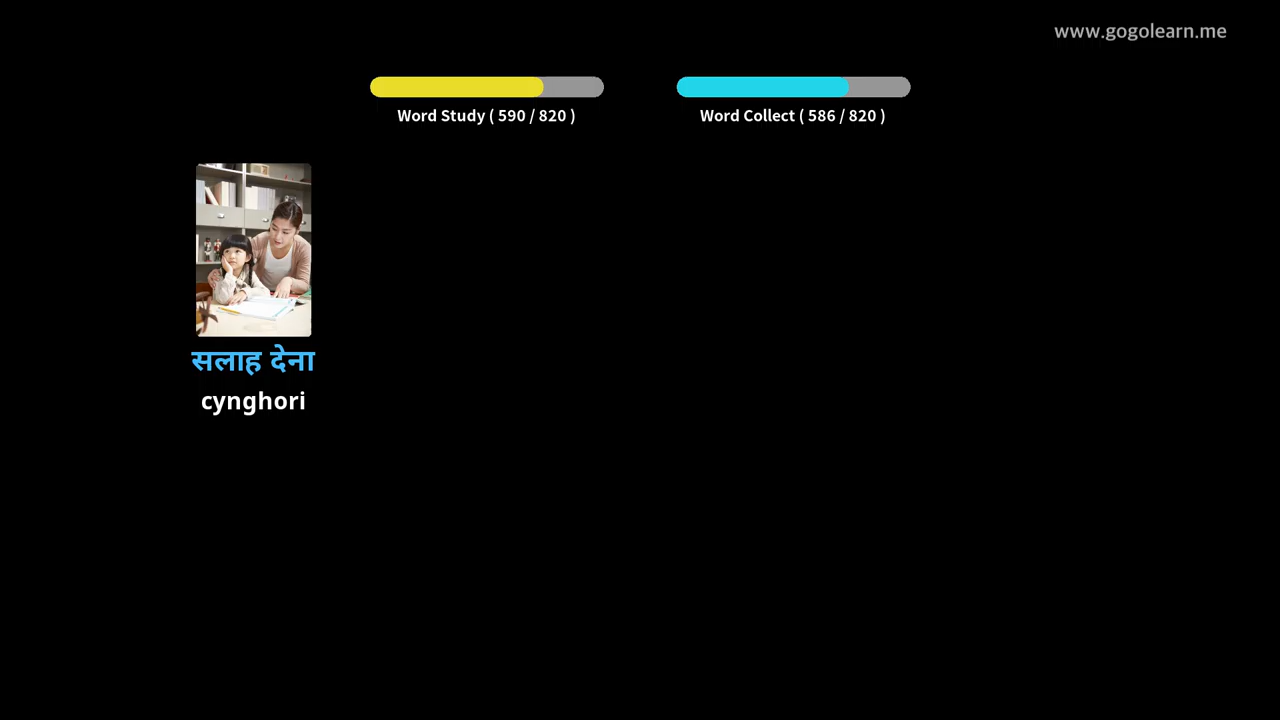 www.gogolearn.me
Word Study ( 590 / 820 )
Word Collect ( 586 / 820 )
सलाह देना
cynghori